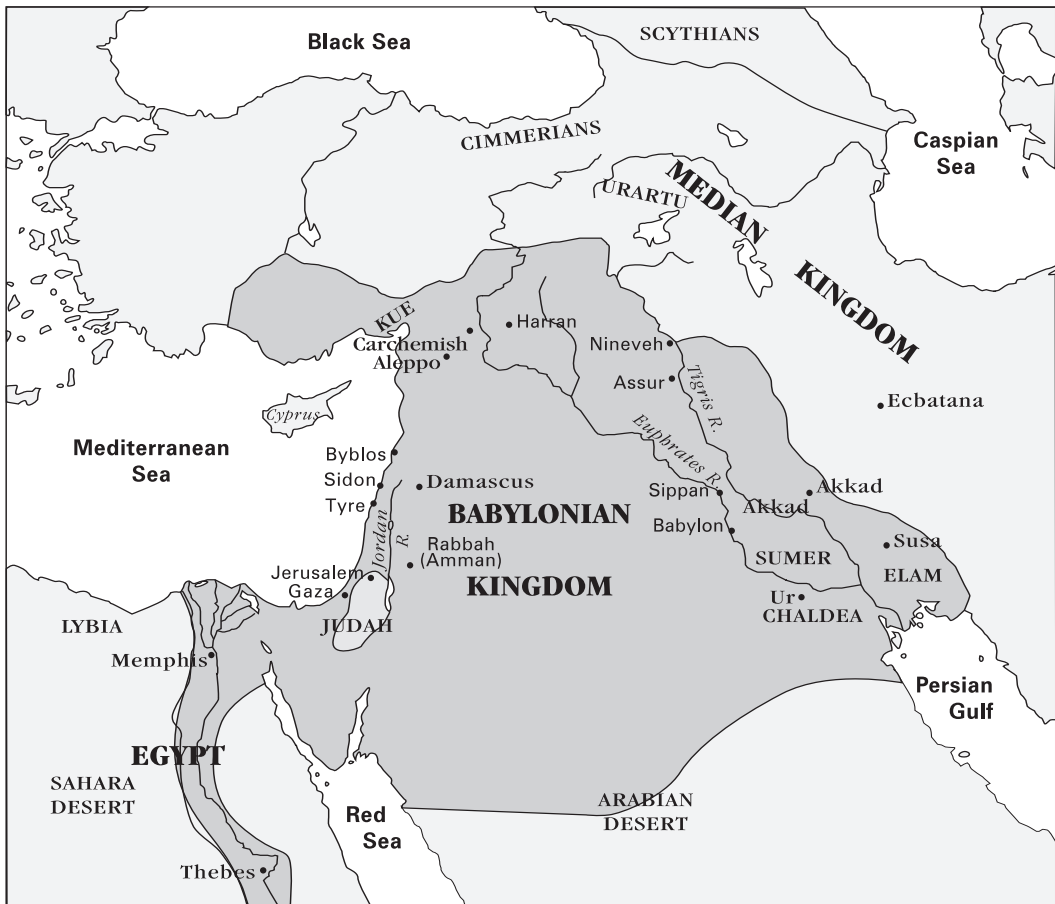 SCYTHIANS
Black Sea
CIMMERIANS
Caspian
Sea
MEDIAN
URARTU
KINGDOM
KUE
Harran
Carchemish
Aleppo
Nineveh
Assur
Tigris R.
Ecbatana
Cyprus
Mediterranean
Sea
Byblos
Sidon
Tyre
Damascus
Euphrates R.
Sippan
Akkad
Akkad
BABYLONIAN
Babylon
Jordan
R.
Rabbah
(Amman)
SUMER
Susa
Jerusalem
Gaza
KINGDOM
ELAM
Ur
CHALDEA
LYBIA
JUDAH
Memphis
Persian
Gulf
EGYPT
SAHARA
DESERT
ARABIAN
DESERT
Red
Sea
Thebes